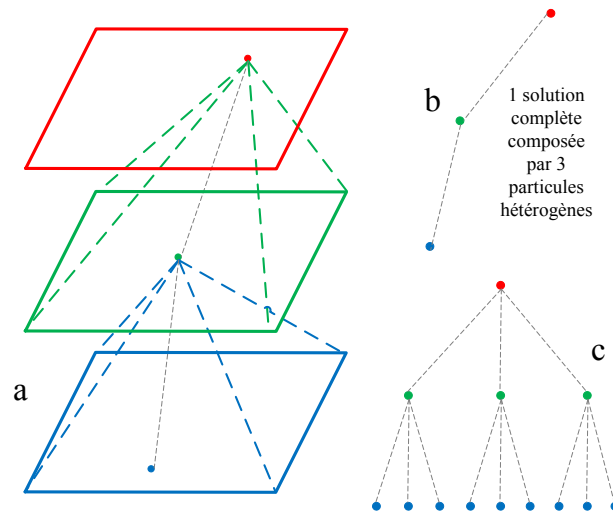 a
b
1 solution
complète
composée
par 3
particules
hétérogènes
c